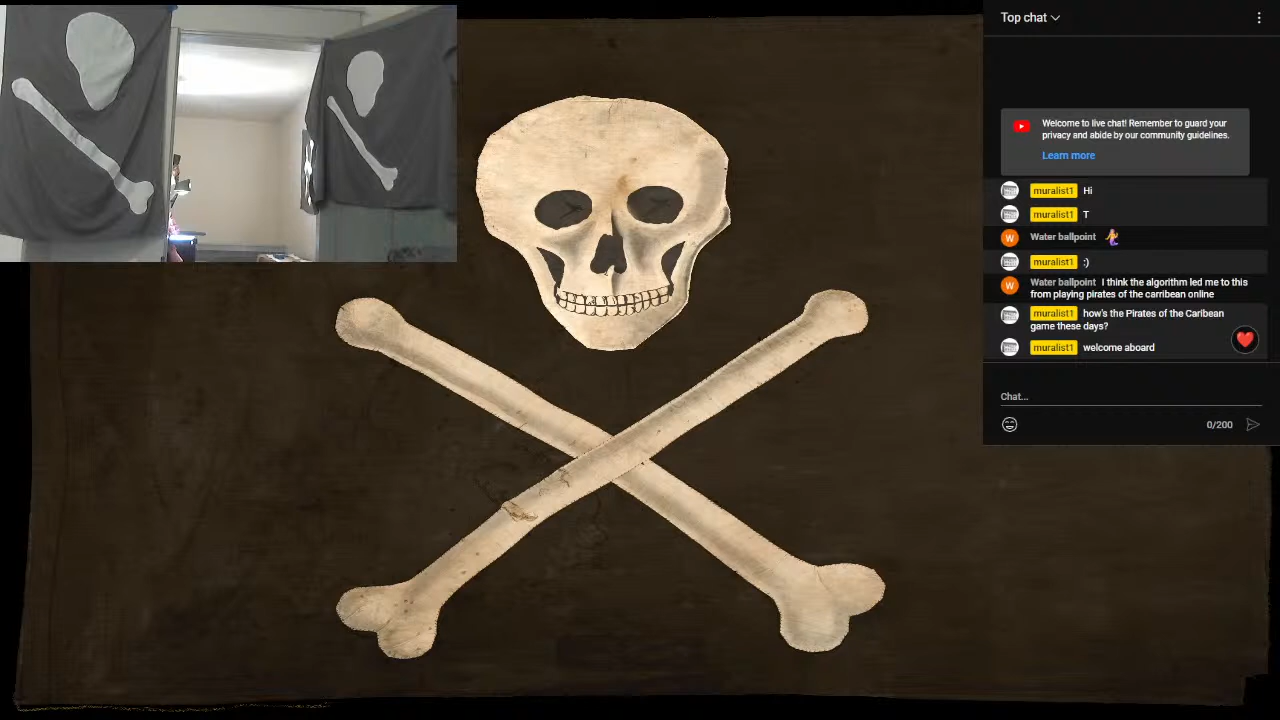 Top chat
Welcome to live chat! Remember to guard your
privacy and abide by our community guidelines.
Learn more
muralist1 Hi
muralist1 T
W Water ballpoint 🧜‍♀️
muralist1 :)
W Water ballpoint I think the algorithm led me to this
from playing pirates of the carribean online
muralist1 how's the Pirates of the Caribean
game these days?
muralist1 welcome aboard
Chat...
0/200